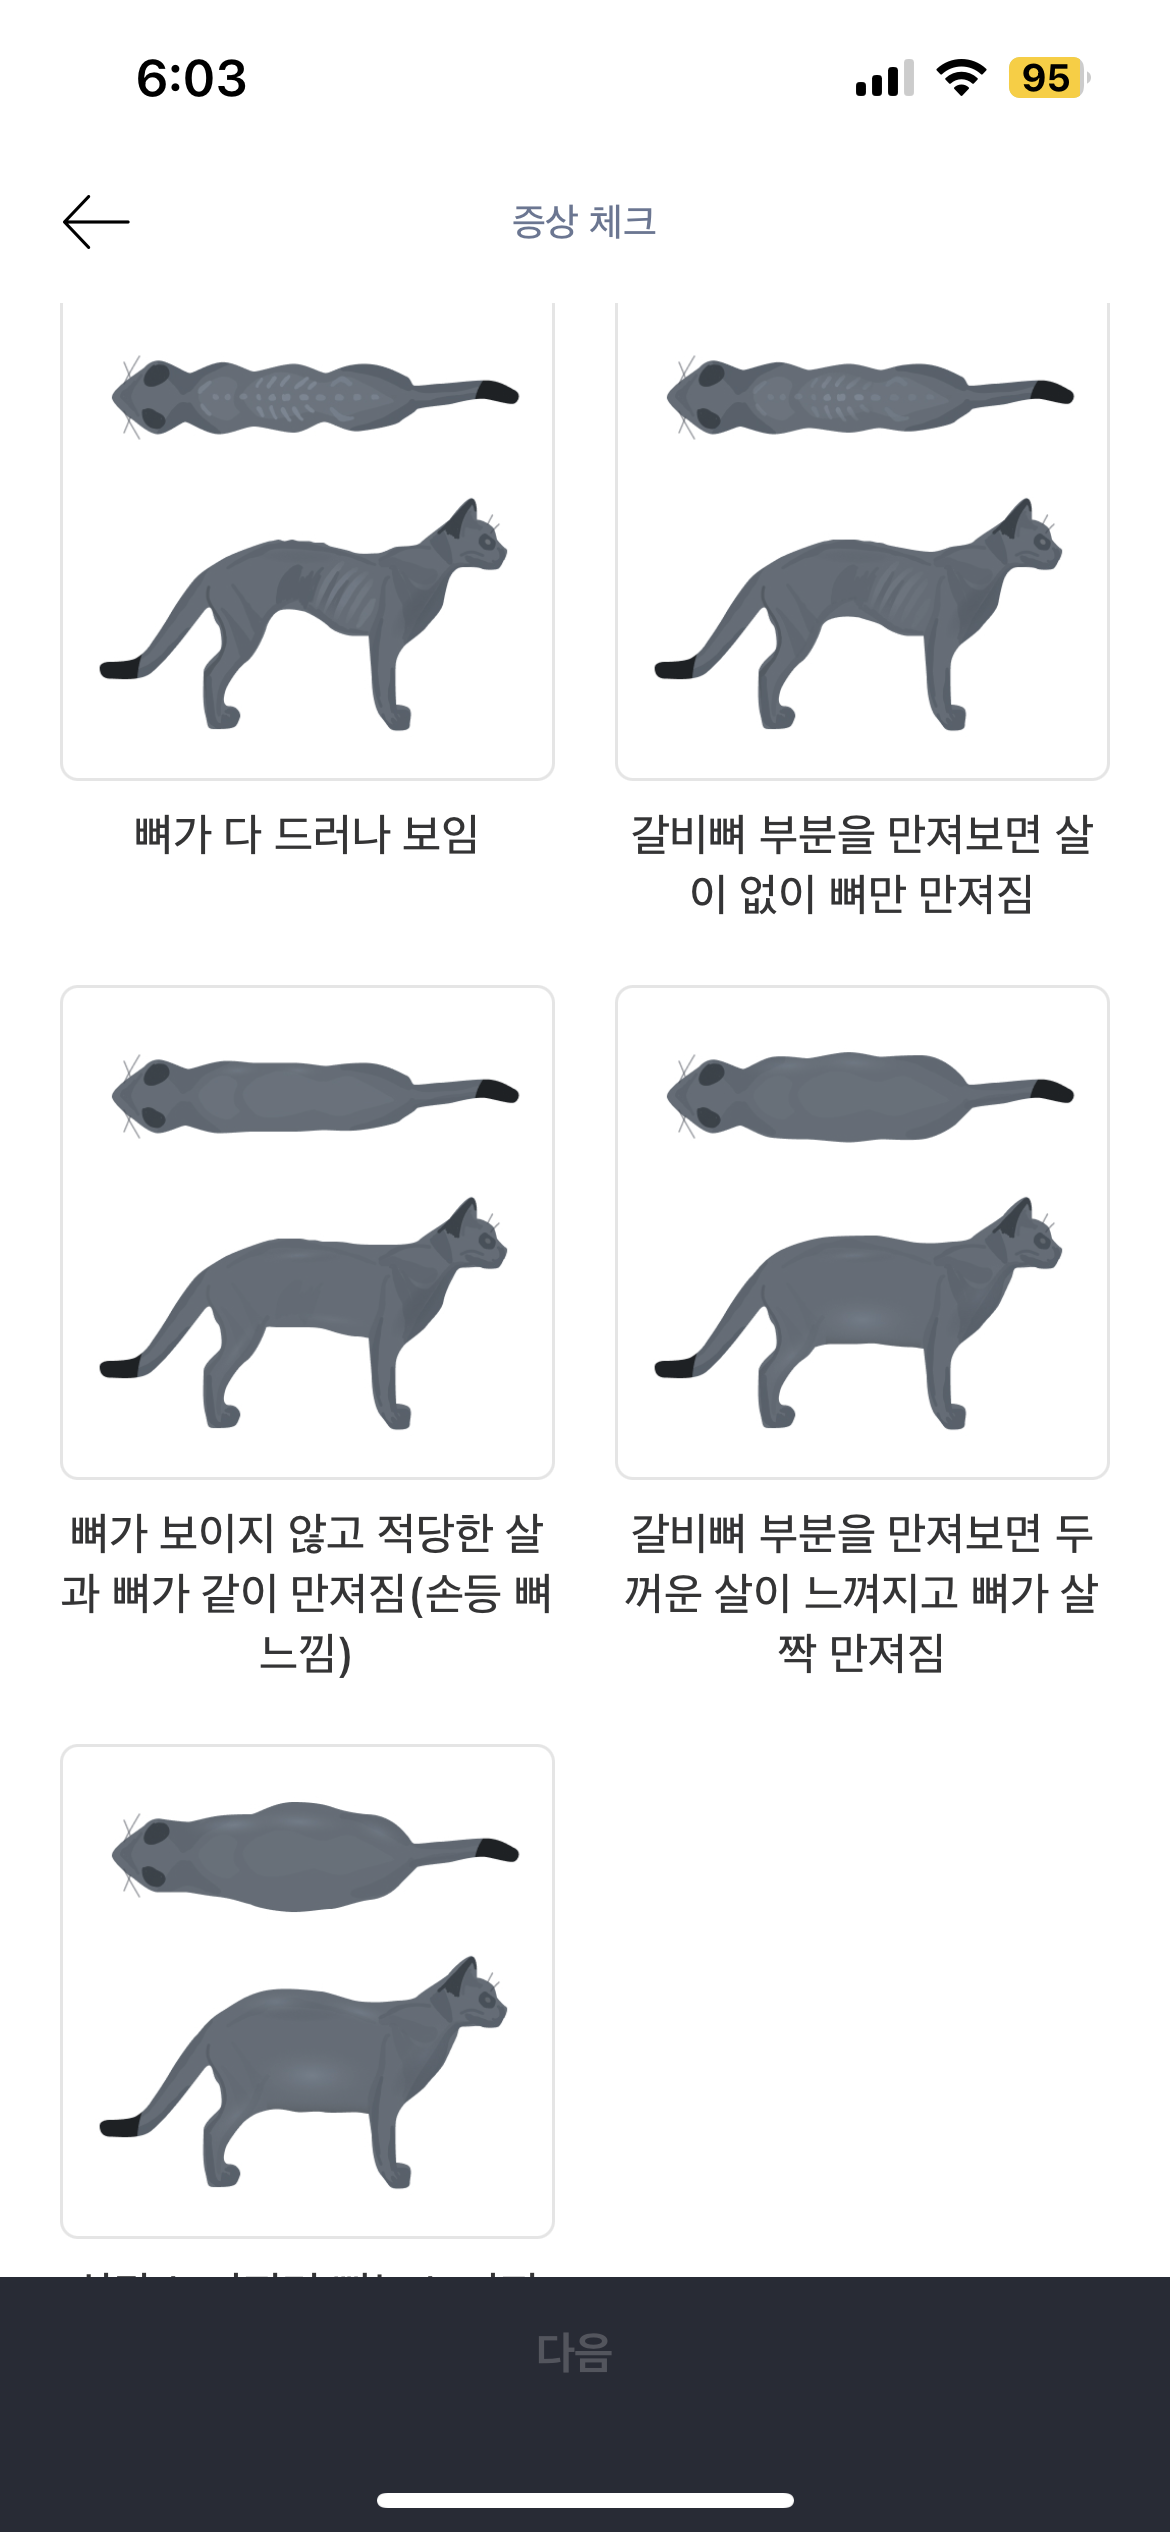 6:03
95
증상 체크
뼈가 다 드러나 보임
갈비뼈 부분을 만져보면 살
이 없이 뼈만 만져짐
뼈가 보이지 않고 적당한 살
과 뼈가 같이 만져짐(손등 뼈
느낌)
갈비뼈 부분을 만져보면 두
꺼운 살이 느껴지고 뼈가 살
짝 만져짐
다음